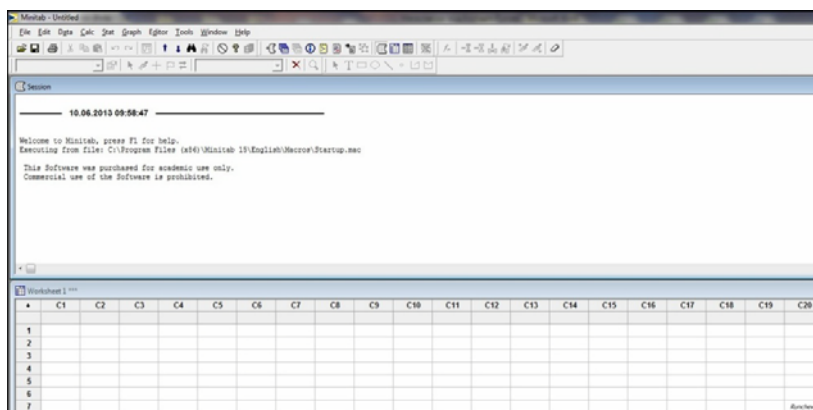 Minitab - Untitled
File Edit Data Calc Stat Graph Editor Tools Window Help
Session
10.06.2013 09:58:47
Welcome to Minitab, press F1 for help.
Executing from file: C:\Program Files (x86)\Minitab 15\English\Macros\Startup.mac
This Software was purchased for academic use only.
Commercial use of the Software is prohibited.
Worksheet 1 ***
C1 C2 C3 C4 C5 C6 C7 C8 C9 C10 C11 C12 C13 C14 C15 C16 C17 C18 C19 C20
1
2
3
4
5
6
7